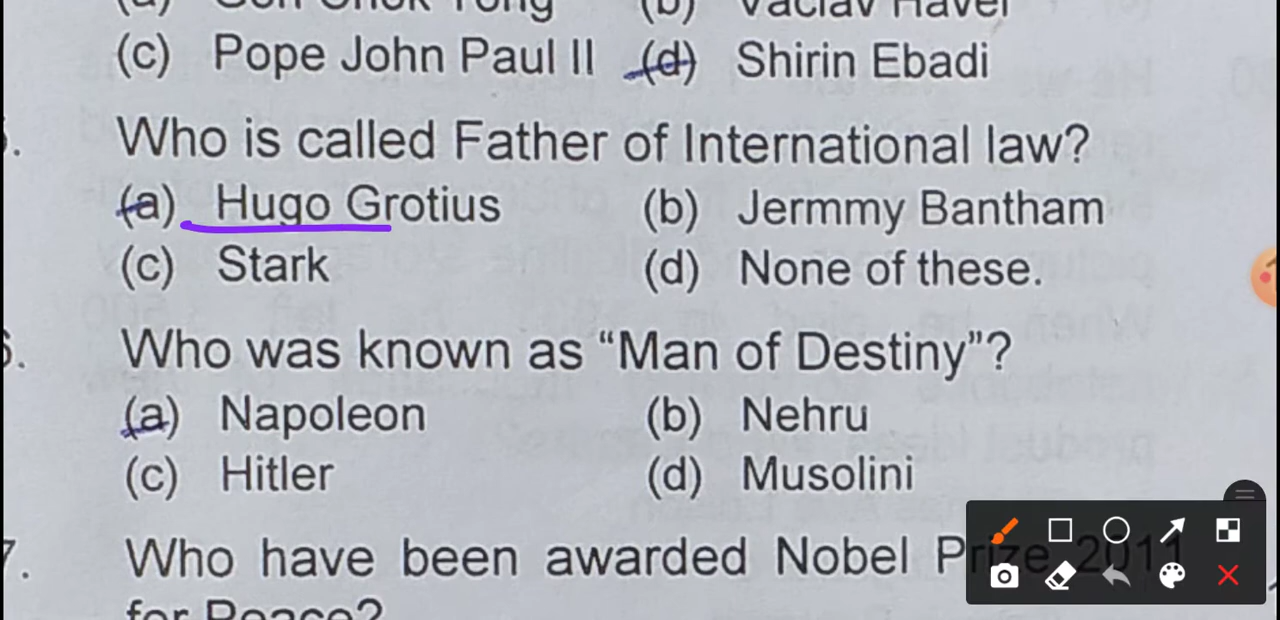 (c) Pope John Paul II (d) Shirin Ebadi
Who is called Father of International law?
(a) Hugo Grotius (b) Jermmy Bantham
(c) Stark (d) None of these.
Who was known as “Man of Destiny”?
(a) Napoleon (b) Nehru
(c) Hitler (d) Musolini
7. Who have been awarded Nobel Prize 2011
for Peace?